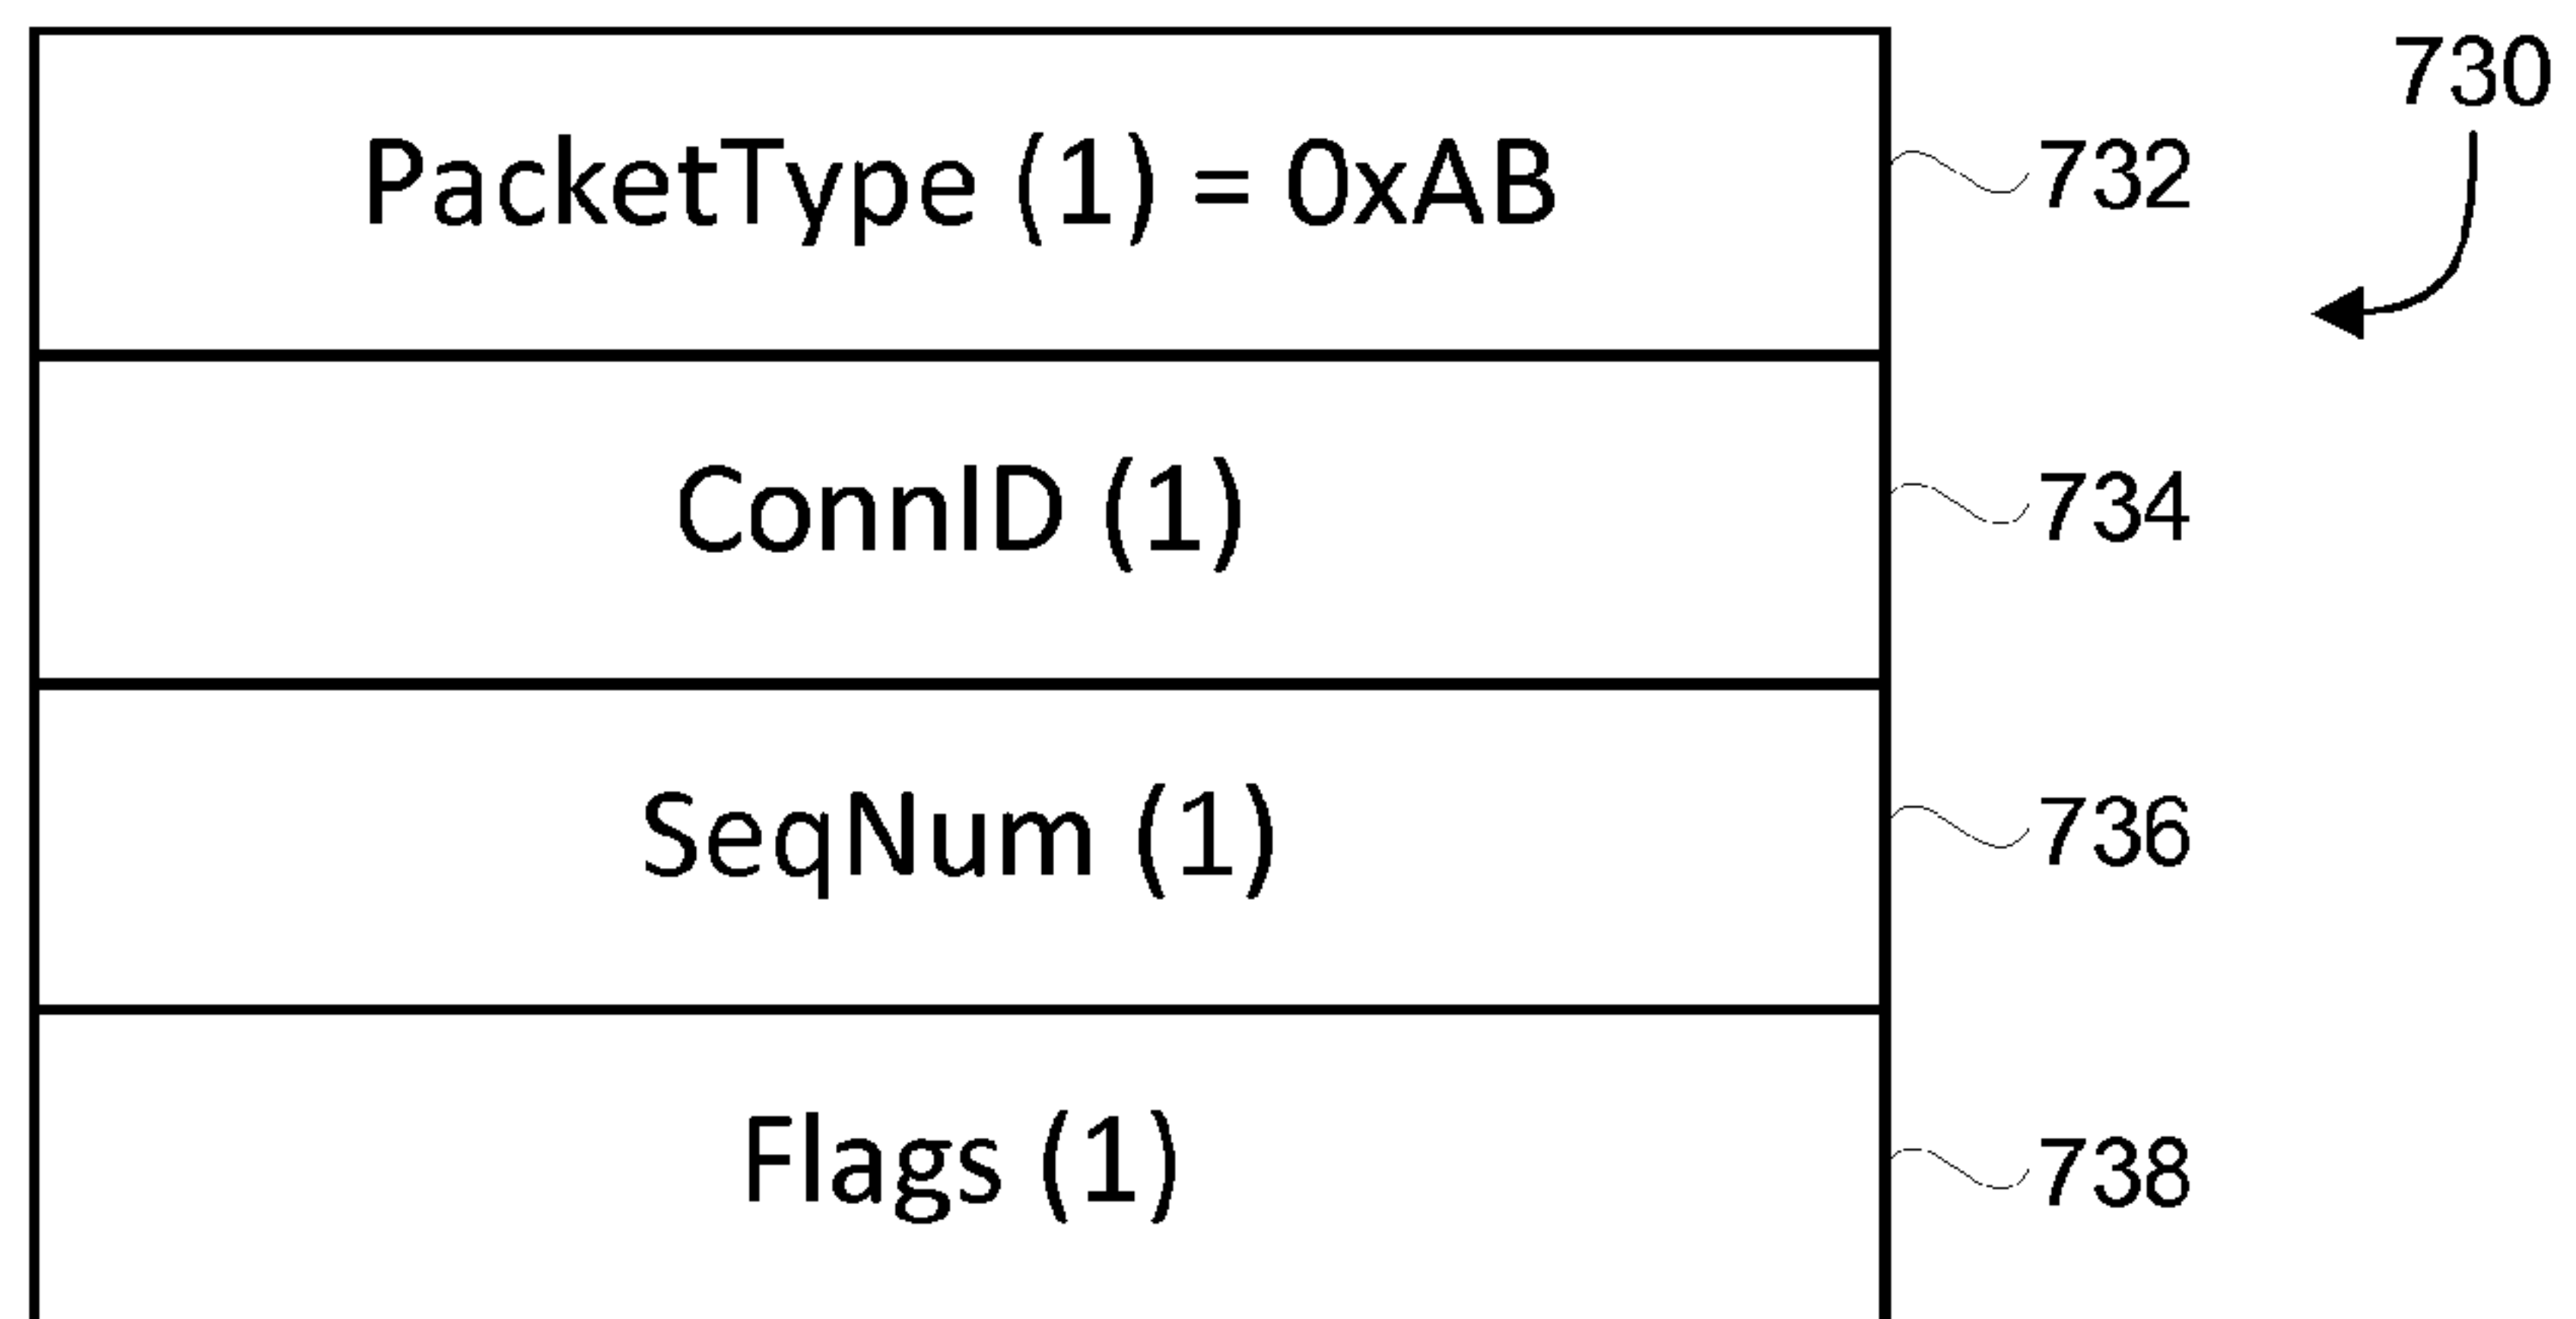 730
PacketType (1) = 0xAB 732
ConnID (1) 734
SeqNum (1) 736
Flags (1) 738